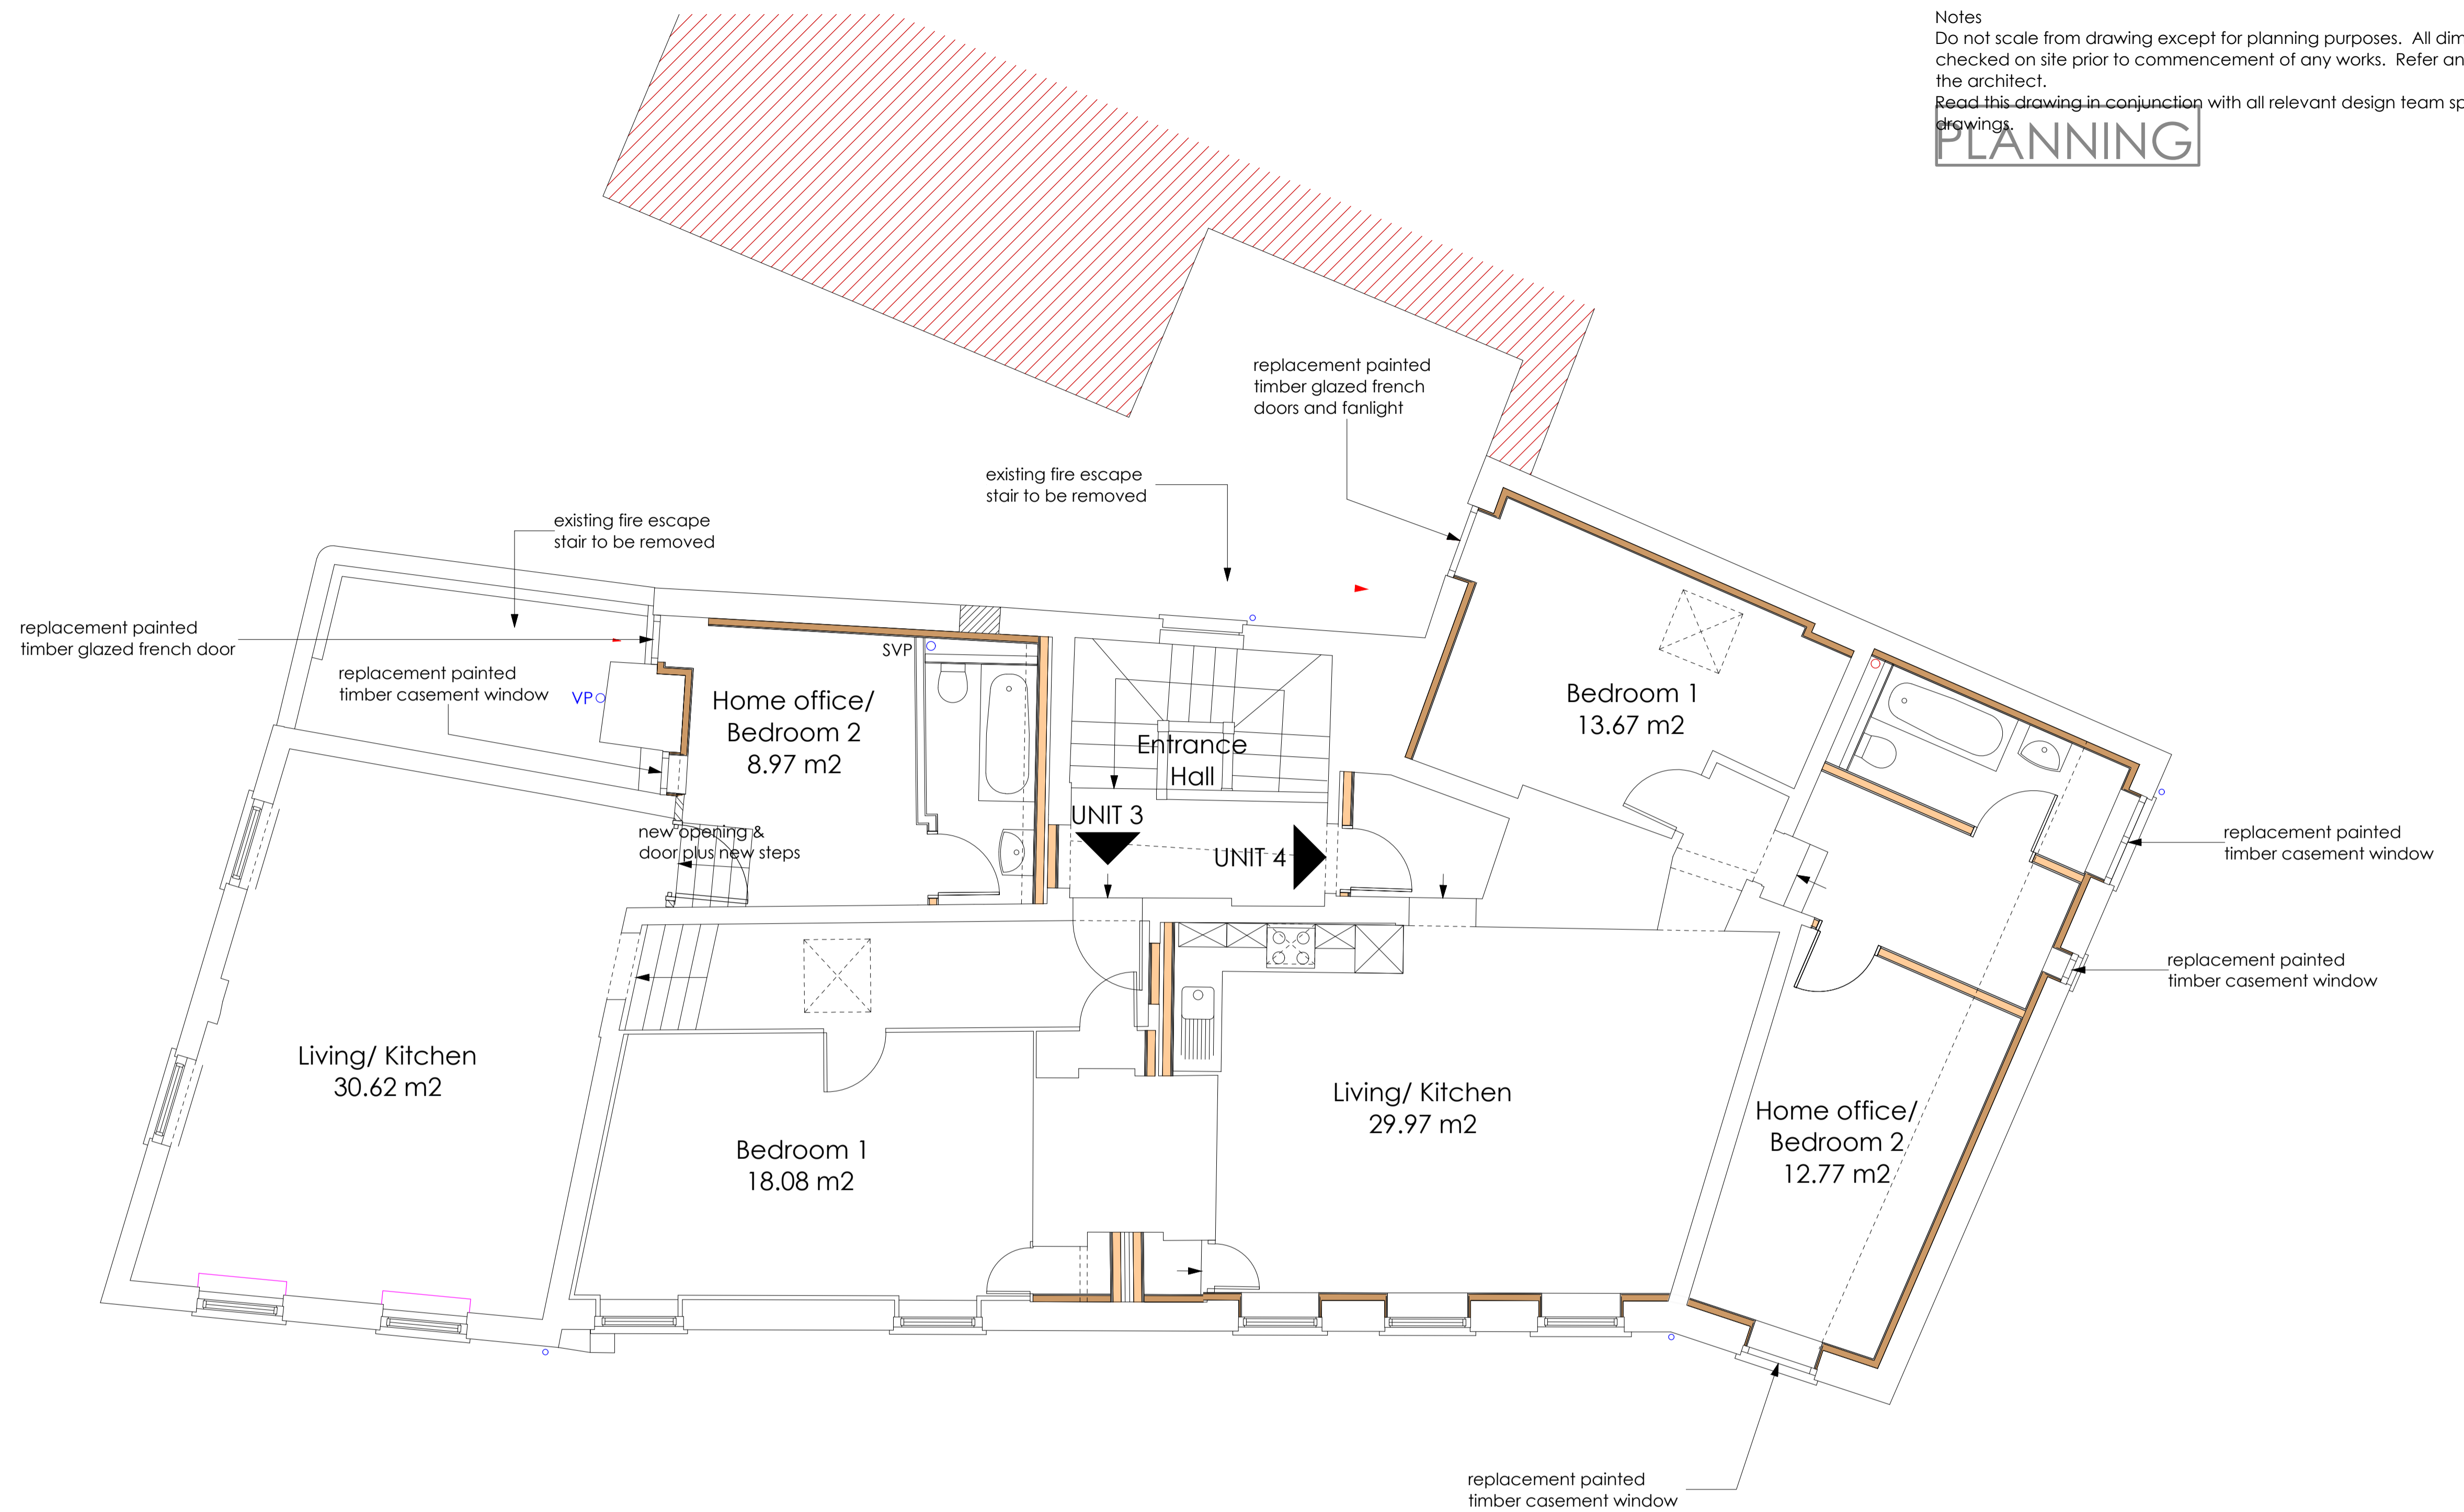 Notes
Do not scale from drawing except for planning purposes. All dim
checked on site prior to commencement of any works. Refer an
the architect.
Read this drawing in conjunction with all relevant design team sp
drawings.
PLANNING
replacement painted
timber glazed french
doors and fanlight
existing fire escape
stair to be removed
existing fire escape
stair to be removed
replacement painted
timber glazed french door
replacement painted
timber casement window
VP
SVP
Home office/
Bedroom 2
8.97 m2
Entrance
Hall
Bedroom 1
13.67 m2
UNIT 3
UNIT 4
new opening &
door plus new steps
replacement painted
timber casement window
replacement painted
timber casement window
Living/ Kitchen
30.62 m2
Bedroom 1
18.08 m2
Living/ Kitchen
29.97 m2
Home office/
Bedroom 2
12.77 m2
replacement painted
timber casement window